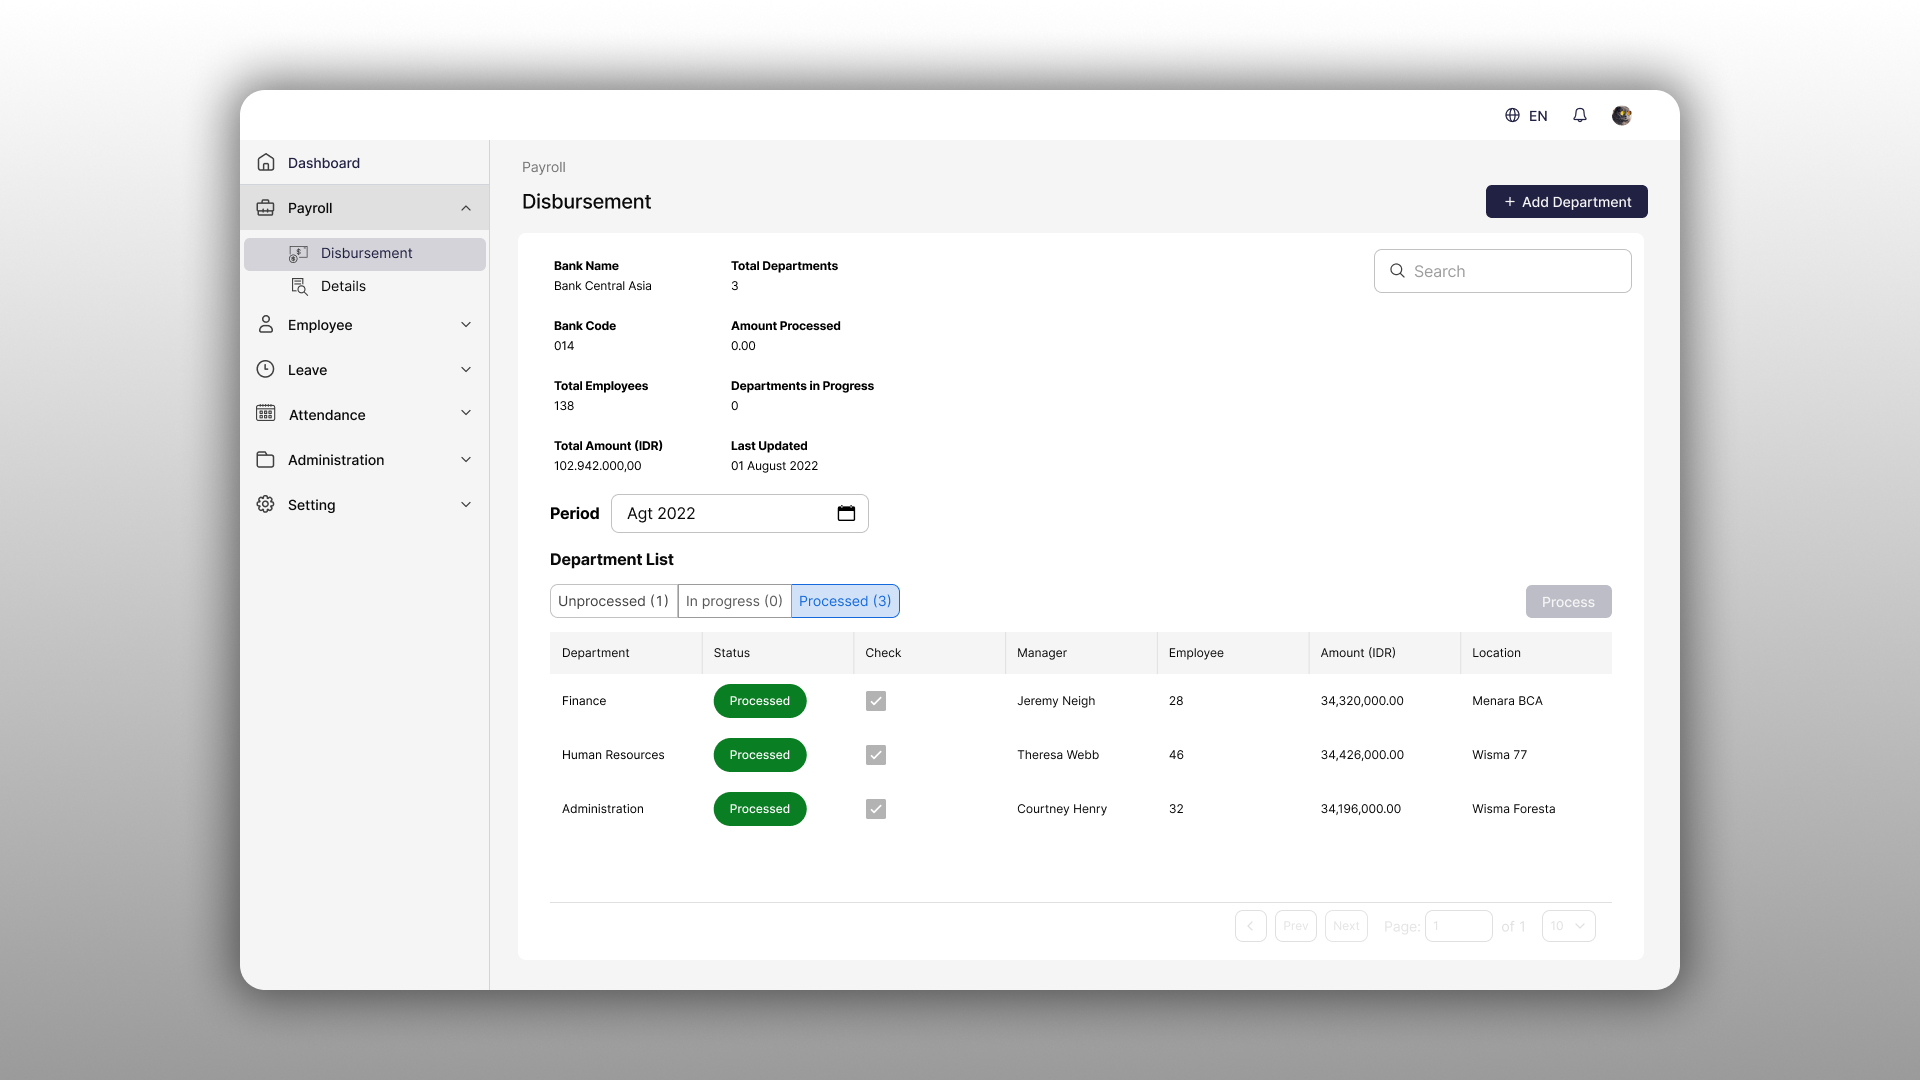 EN
Dashboard
Payroll
Disbursement
Details
Employee
Leave
Attendance
Administration
Setting
Payroll
Disbursement
+ Add Department
Search
Bank Name
Bank Central Asia
Total Departments
3
Bank Code
014
Amount Processed
0.00
Total Employees
138
Departments in Progress
0
Total Amount (IDR)
102.942.000,00
Last Updated
01 August 2022
Period Agt 2022
Department List
Unprocessed (1) In progress (0) Processed (3)
Process
Department Status Check Manager Employee Amount (IDR) Location
Finance Processed Jeremy Neigh 28 34,320,000.00 Menara BCA
Human Resources Processed Theresa Webb 46 34,426,000.00 Wisma 77
Administration Processed Courtney Henry 32 34,196,000.00 Wisma Foresta
Prev Next Page: 1 of 1 10